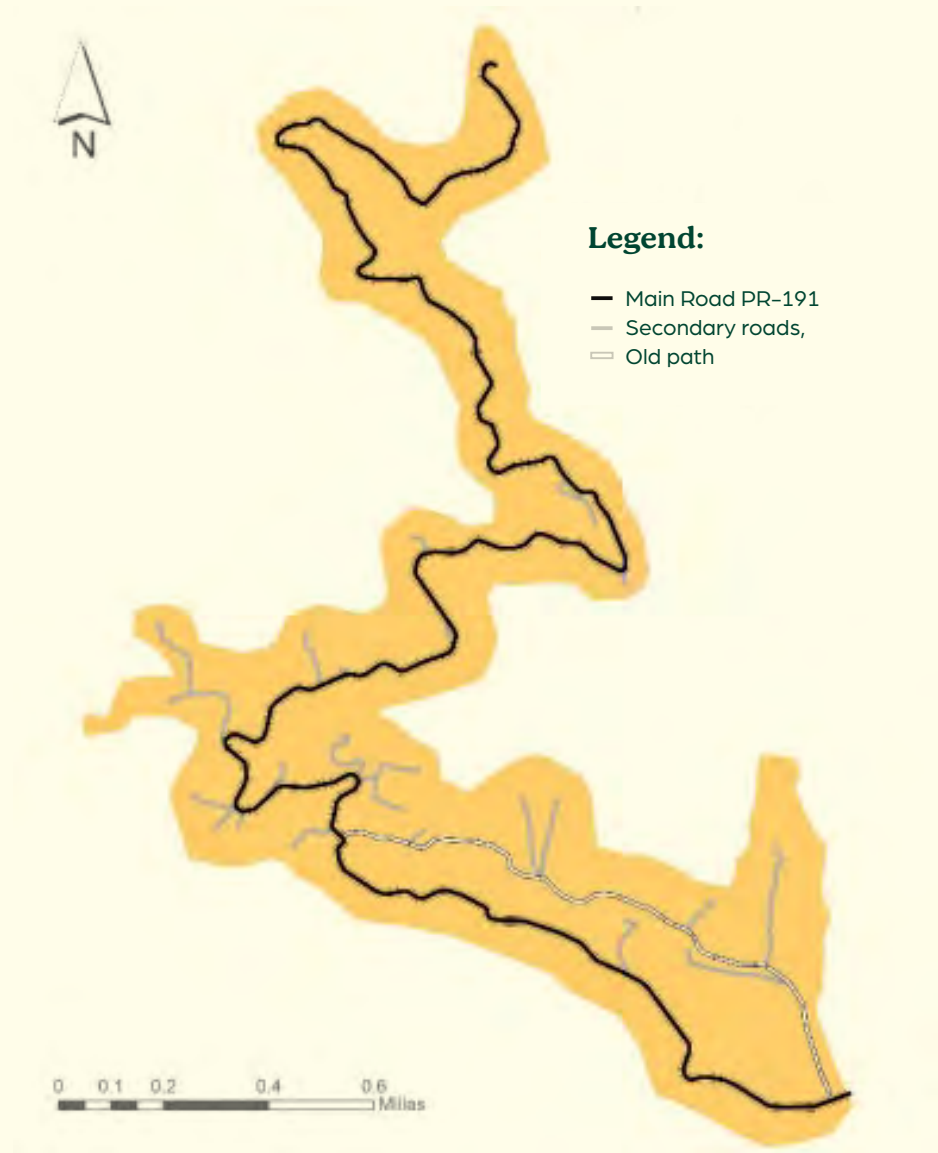 N
Legend:
Main Road PR-191
Secondary roads,
Old path
0 0.1 0.2 0.4 0.6
Millas